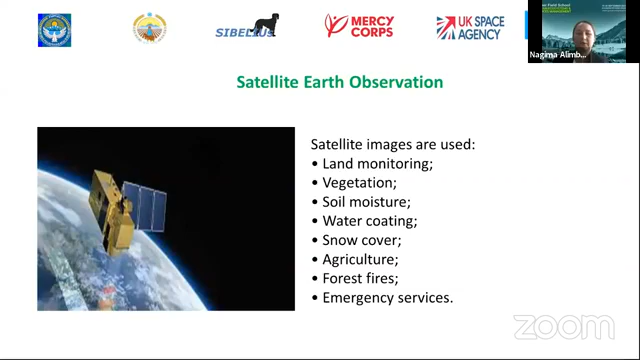 SIBELIUS
MERCY
CORPS
UK SPACE
AGENCY
Nagima Alimb...
Satellite Earth Observation
Satellite images are used:
• Land monitoring;
• Vegetation;
• Soil moisture;
• Water coating;
• Snow cover;
• Agriculture;
• Forest fires;
• Emergency services.
zoom